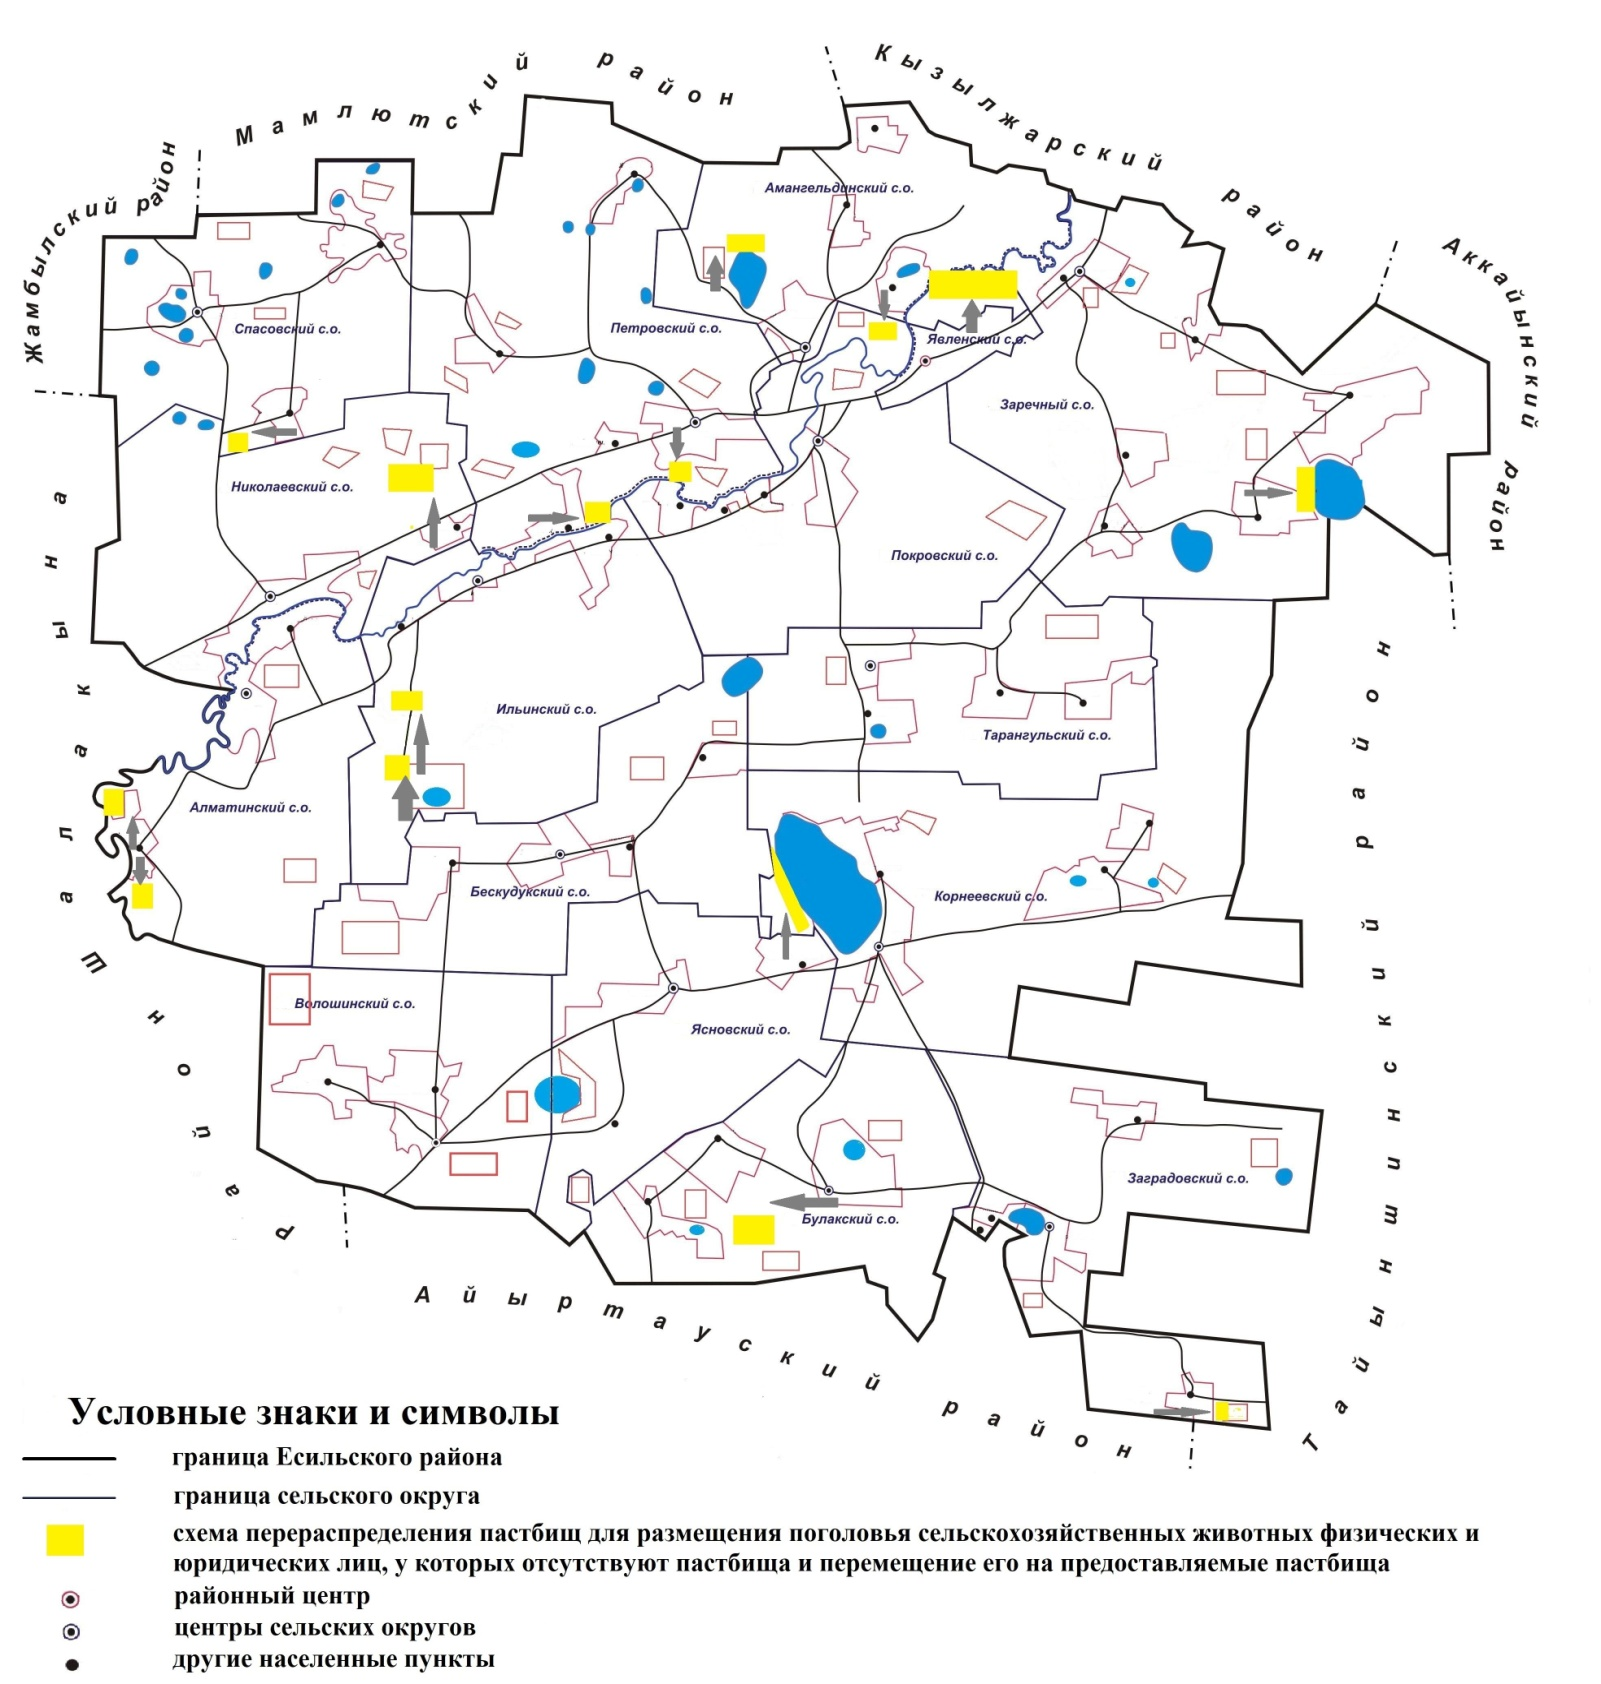 Мамлютский район
Кызылжарский район
Жамбылский район
Аккайынский район
Амангельдинский с.о.
Спасовский с.о.
Петровский с.о.
Явленский с.о.
Заречный с.о.
Николаевский с.о.
Покровский с.о.
Ильинский с.о.
Тарангульский с.о.
Алматинский с.о.
Бескудукский с.о.
Корнеевский с.о.
Волошинский с.о.
Ясновский с.о.
Загрдовский с.о.
Булакский с.о.
Шал акына район
Айыртауский район
Тайыншинский район
Условные знаки и символы
граница Есильского района
граница сельского округа
схема перераспределения пастбищ для размещения поголовья сельскохозяйственных животных физических и
юридических лиц, у которых отсутствуют пастбища и перемещение его на предоставляемые пастбища
районный центр
центры сельских округов
другие населенные пункты